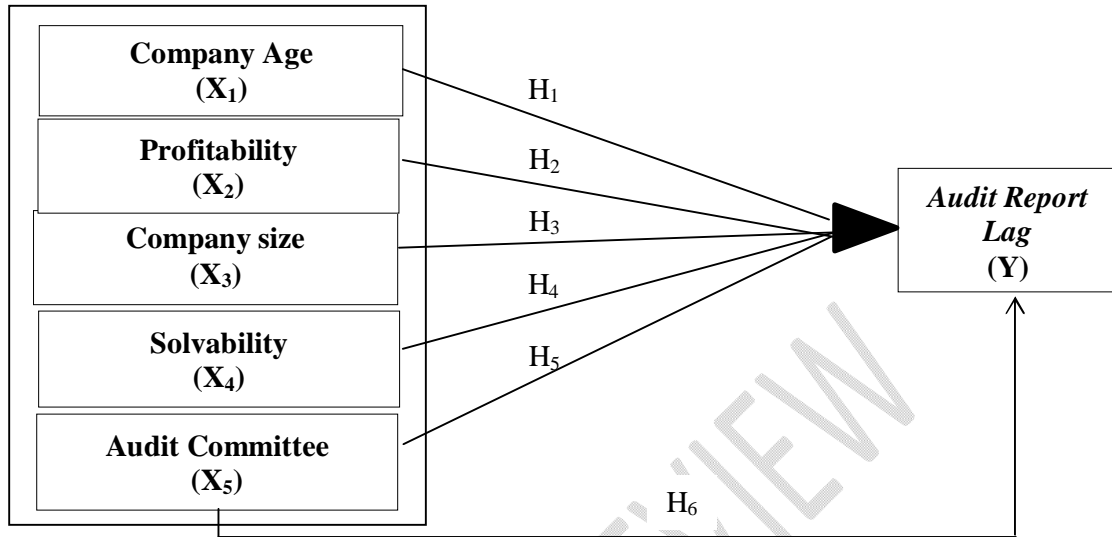 Company Age
(X₁)
H₁
Profitability
(X₂)
H₂
Company size
(X₃)
H₃
Solvability
(X₄)
H₄
Audit Committee
(X₅)
H₅
Audit Report
Lag
(Y)
H₆